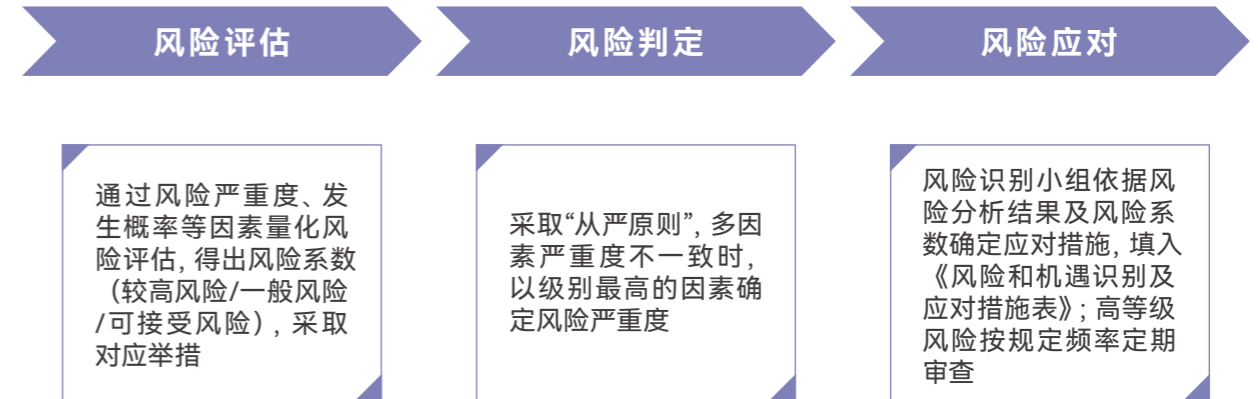 风险评估
风险判定
风险应对
通过风险严重度、发
生概率等因素量化风
险评估, 得出风险系数
（较高风险/一般风险
/可接受风险）, 采取
对应举措
采取“从严原则”, 多因
素严重度不一致时,
以级别最高的因素确
定风险严重度
风险识别小组依据风
险分析结果及风险系
数确定应对措施, 填入
《风险和机遇识别及
应对措施表》; 高等级
风险按规定频率定期
审查